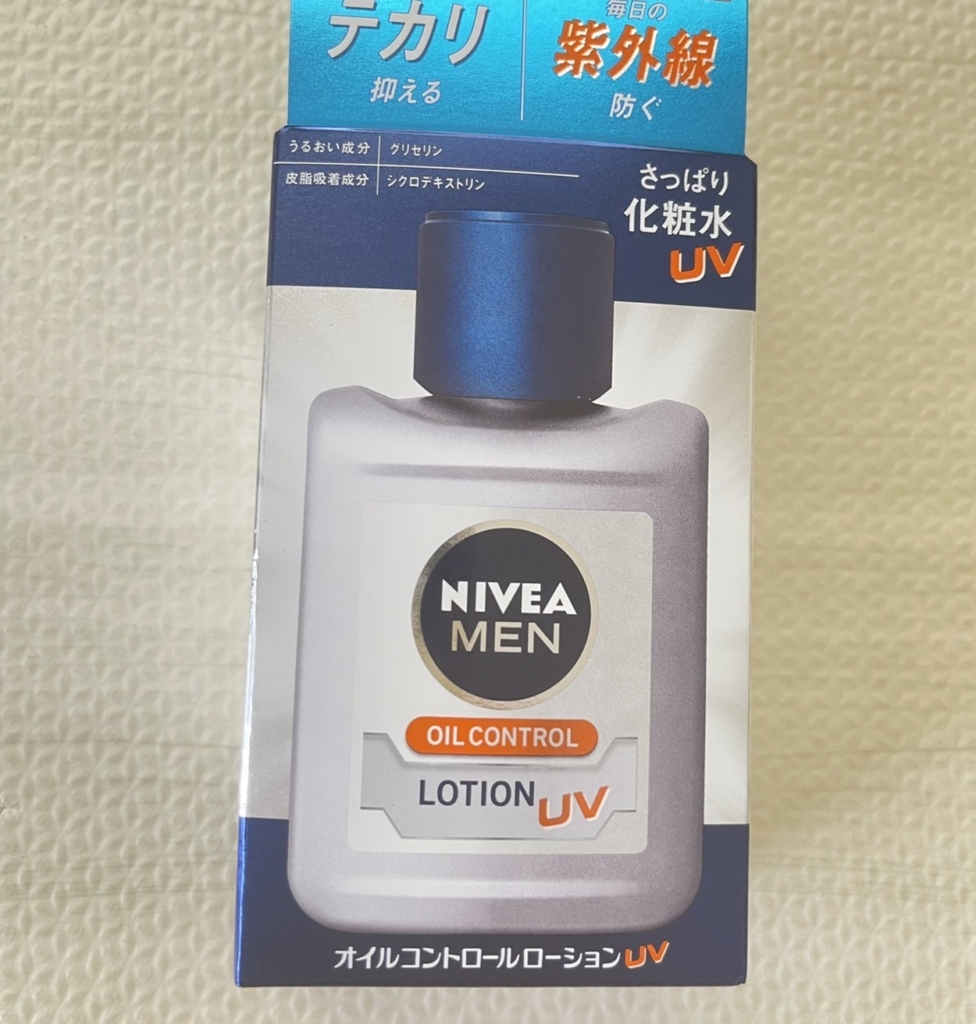 テカリ
抑える
毎日の
紫外線
防ぐ
うるおい成分 グリセリン
皮脂吸着成分 シクロデキストリン
さっぱり
化粧水
UV
NIVEA
MEN
OIL CONTROL
LOTION UV
オイルコントロールローションUV